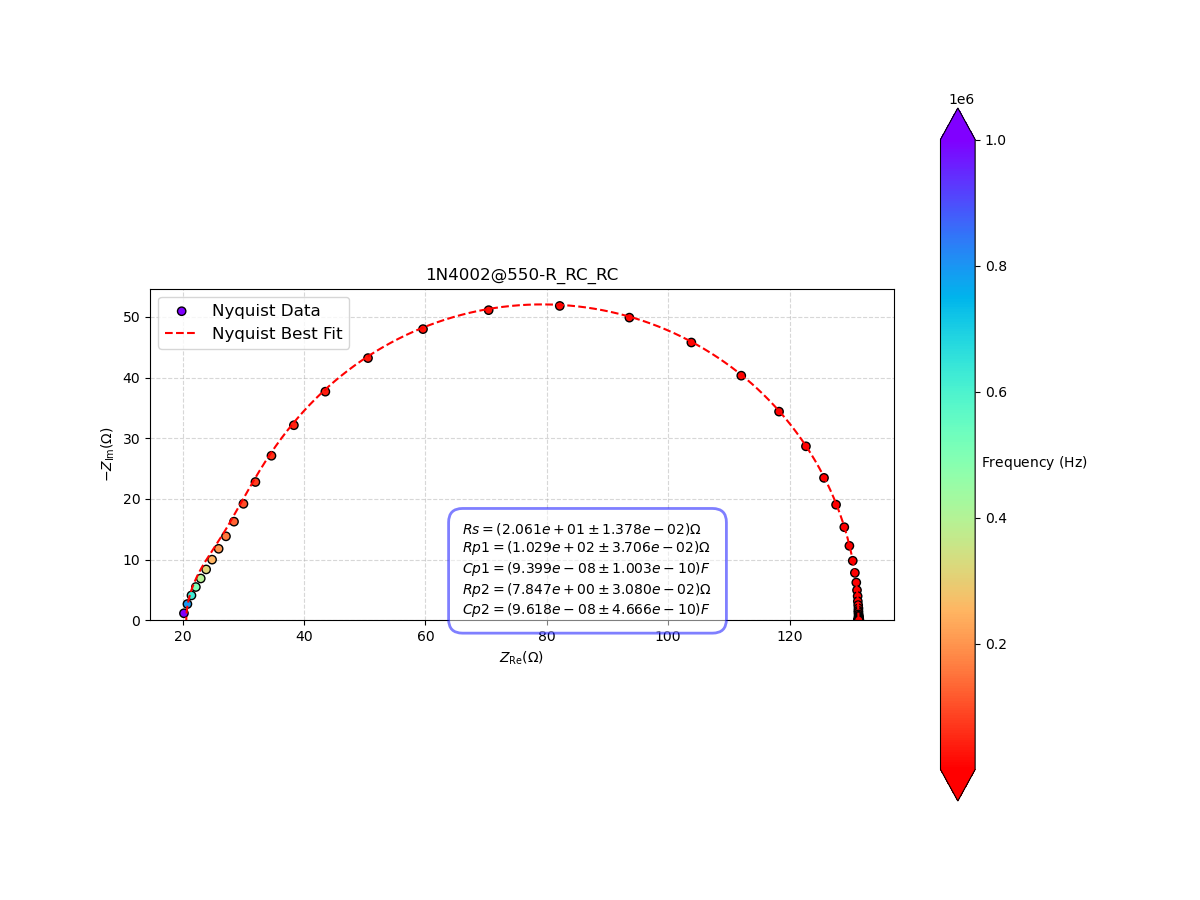 1e6
1N4002@550-R_RC_RC
Nyquist Data
Nyquist Best Fit
50
40
30
20
10
0
−Z_Im(Ω)
Rs = (2.061e + 01 ± 1.378e − 02)Ω
Rp1 = (1.029e + 02 ± 3.706e − 02)Ω
Cp1 = (9.399e − 08 ± 1.003e − 10)F
Rp2 = (7.847e + 00 ± 3.080e − 02)Ω
Cp2 = (9.618e − 08 ± 4.666e − 10)F
20 40 60 80 100 120
Z_Re(Ω)
1.0
0.8
0.6
0.4
0.2
Frequency (Hz)